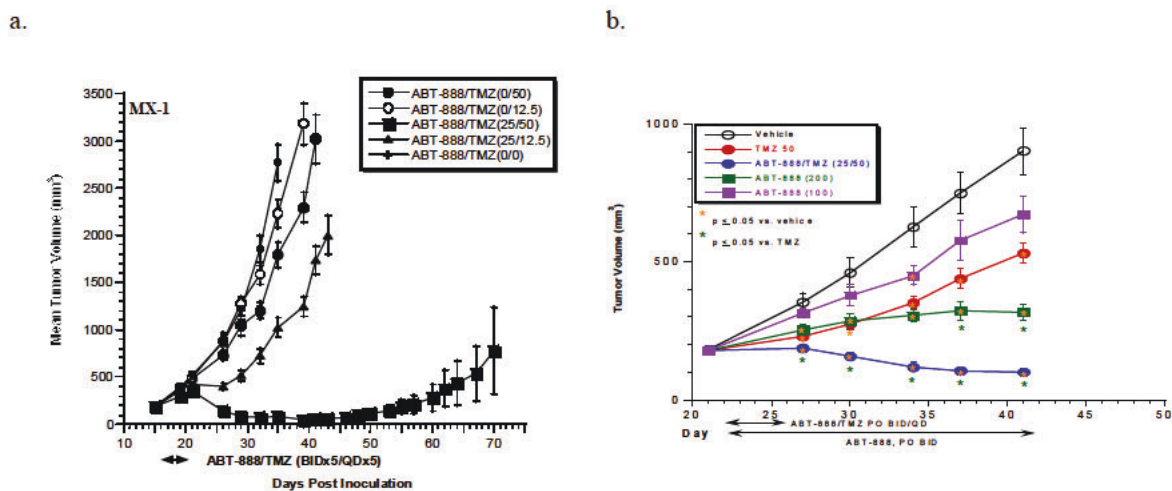 a.
b.
MX-1
ABT-888/TMZ(0/50)
ABT-888/TMZ(0/12.5)
ABT-888/TMZ(25/50)
ABT-888/TMZ(25/12.5)
ABT-888/TMZ(0/0)
Mean Tumor Volume (mm³)
3500
3000
2500
2000
1500
1000
500
0
10 20 30 40 50 60 70
ABT-888/TMZ (BIDx5/QDx5)
Days Post Inoculation
Vehicle
TMZ 50
ABT-888/TMZ (25/50)
ABT-888 (200)
ABT-888 (100)
* p ≤ 0.05 vs. vehicle
* p ≤ 0.05 vs. TMZ
Tumor Volume (mm³)
1000
500
0
20 25 30 35 40 45 50
Day
ABT-888/TMZ PO BID/QD
ABT-888, PO BID